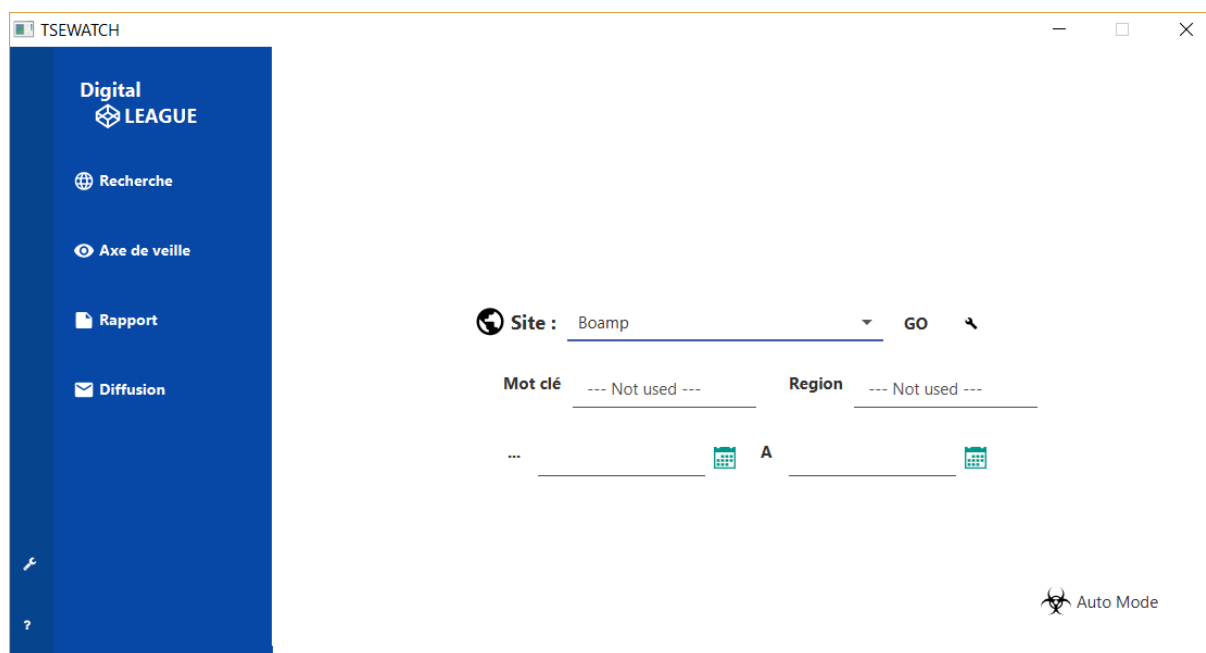 TSEWATCH
Digital
LEAGUE
Recherche
Axe de veille
Rapport
Diffusion
?
Site : Boamp GO
Mot clé --- Not used --- Region --- Not used ---
... A
Auto Mode